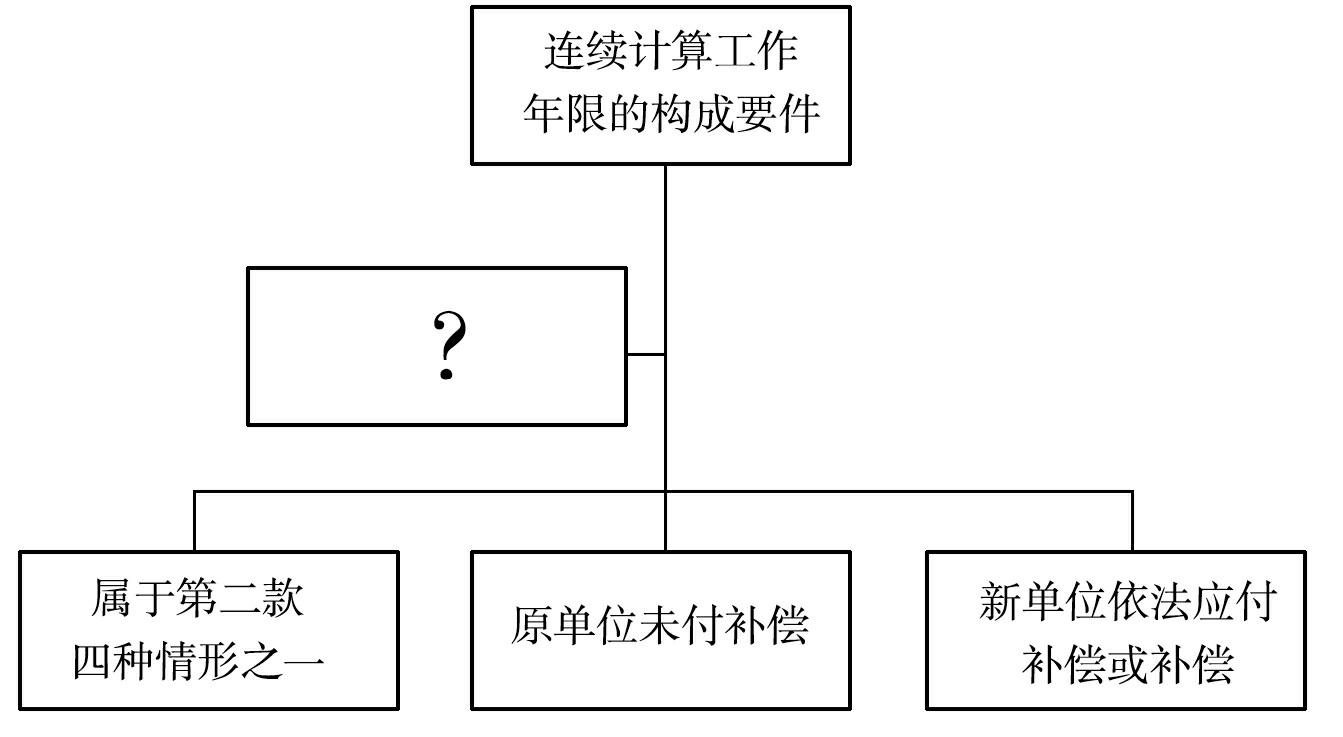 连续计算工作
年限的构成要件
?
属于第二款
四种情形之一
原单位未付补偿
新单位依法应付
补偿或补偿